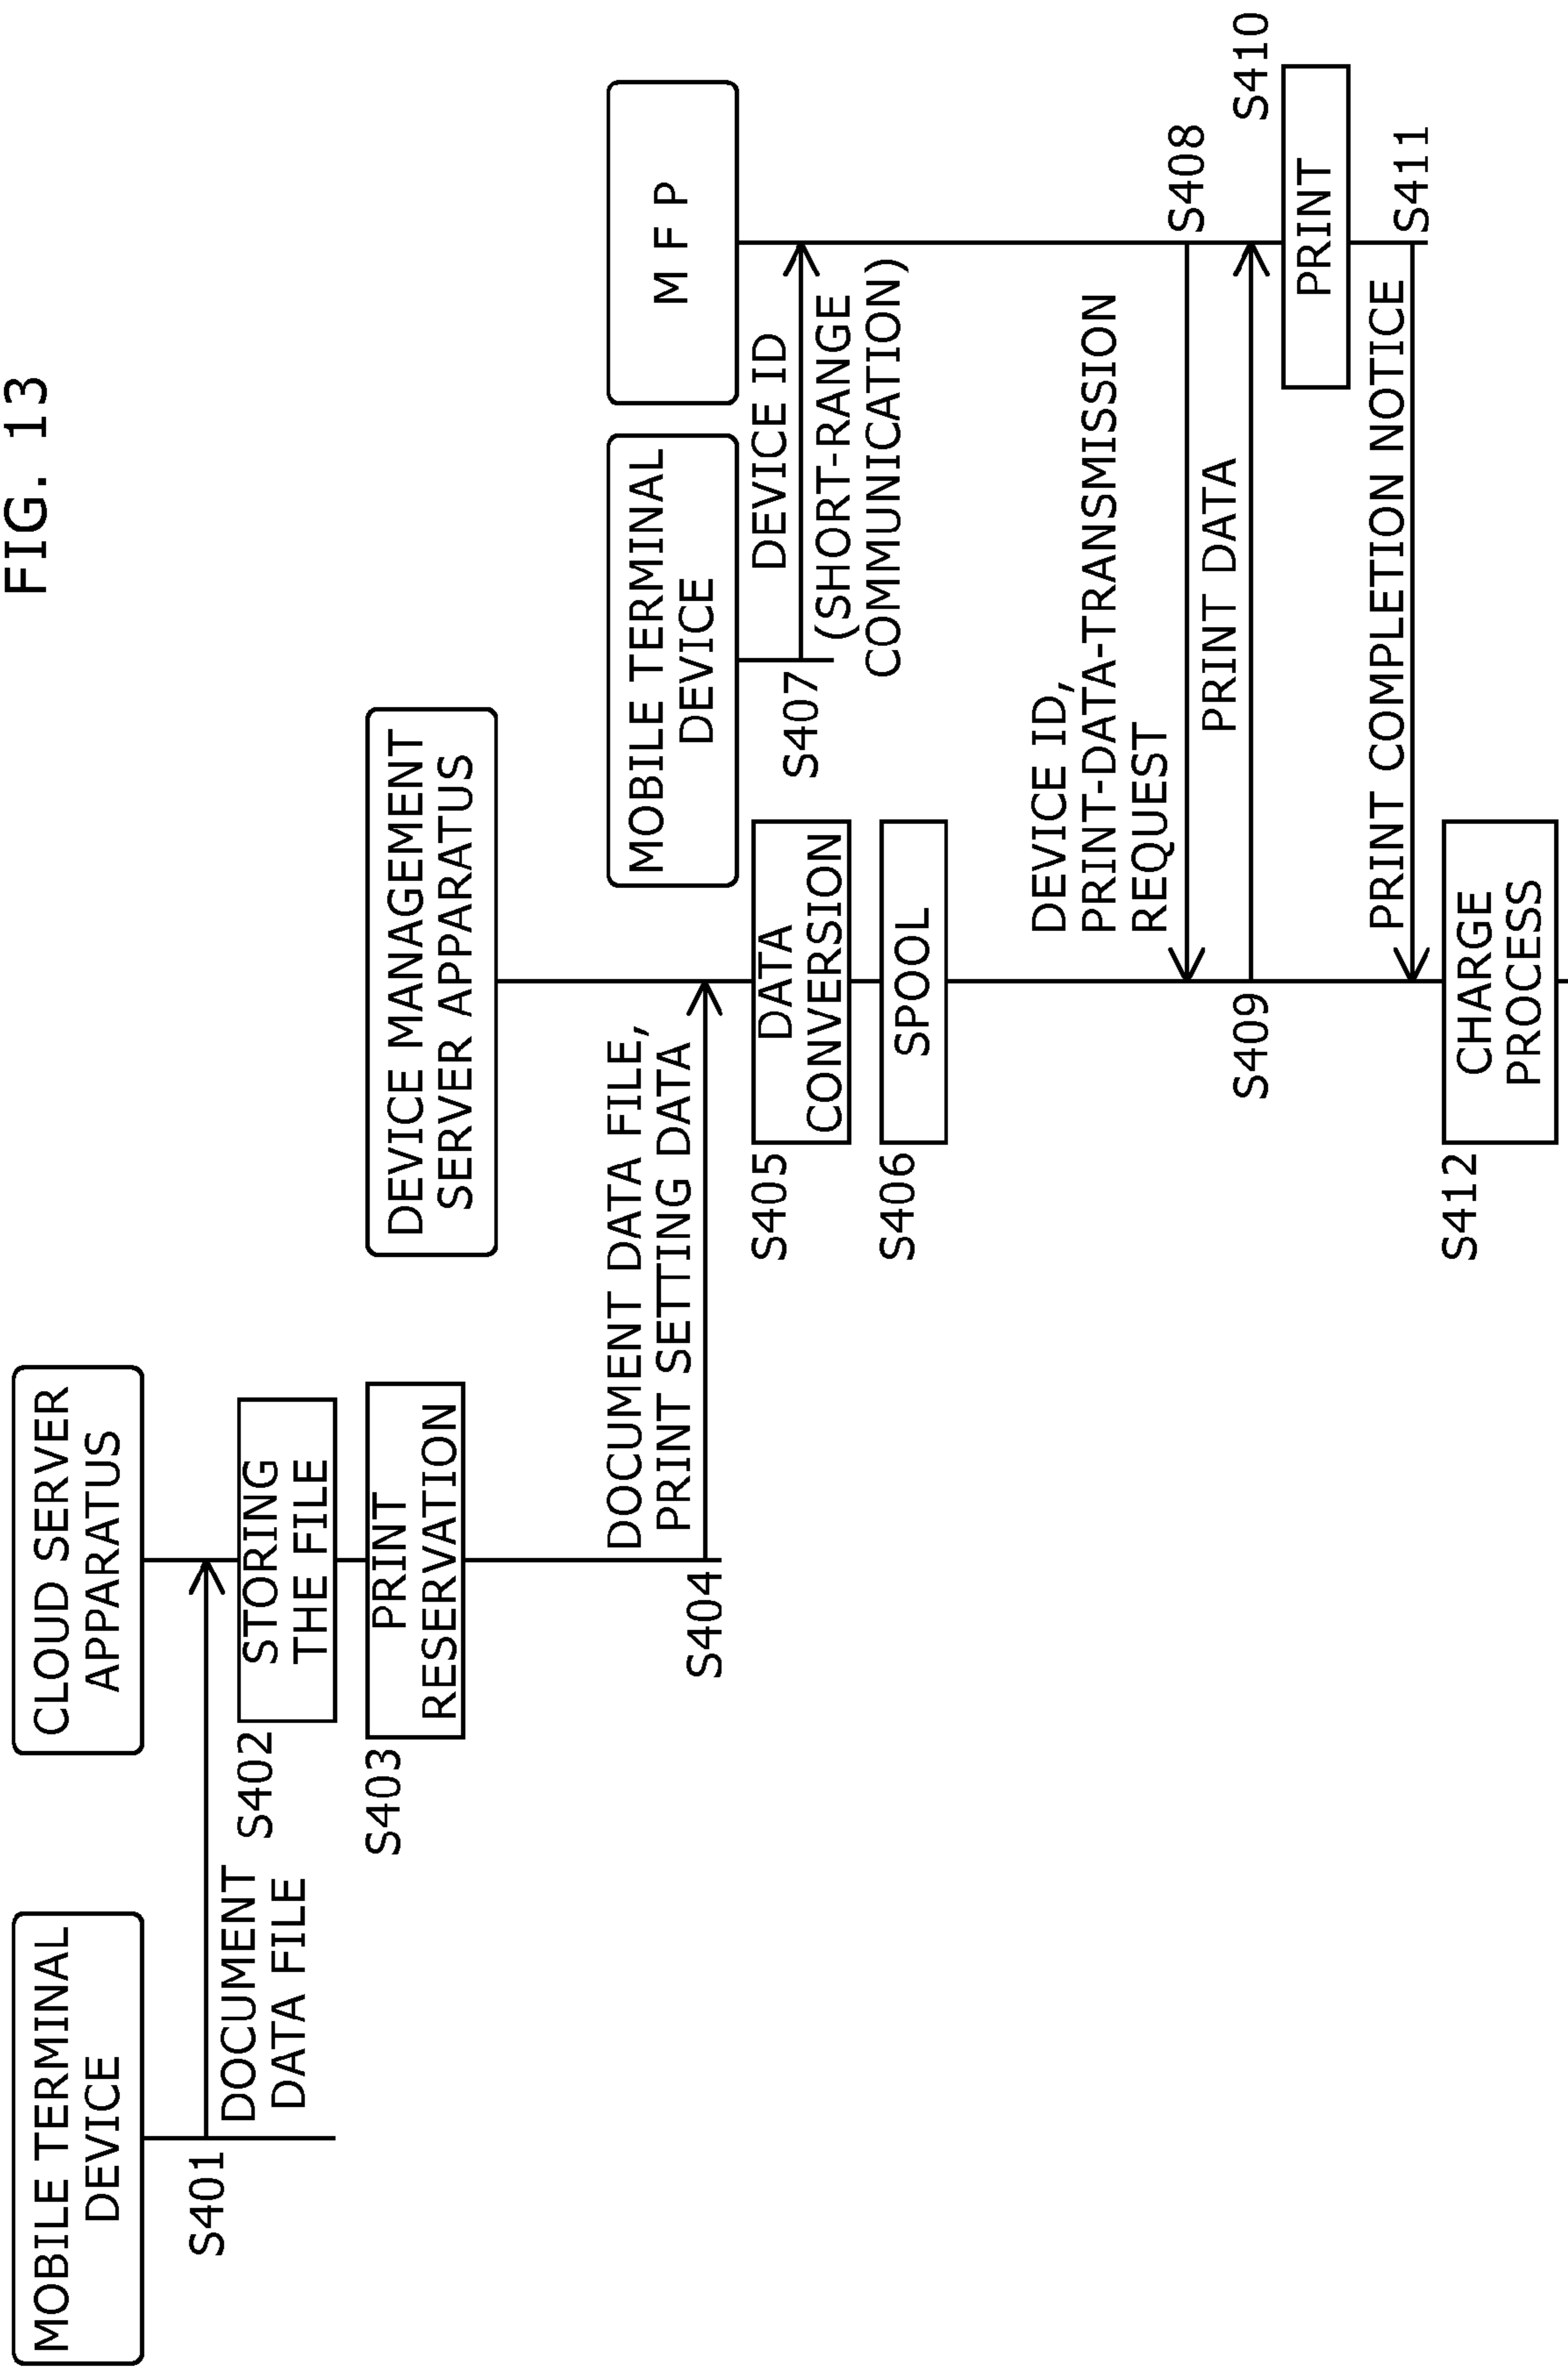 FIG. 13
MOBILE TERMINAL
DEVICE
CLOUD SERVER
APPARATUS
S401
DOCUMENT
DATA FILE
S402
STORING
THE FILE
S403
PRINT
RESERVATION
DEVICE MANAGEMENT
SERVER APPARATUS
S404
DOCUMENT DATA FILE,
PRINT SETTING DATA
MOBILE TERMINAL
DEVICE
M F P
S405
DATA
CONVERSION
S407
DEVICE ID
(SHORT-RANGE
COMMUNICATION)
S406
SPOOL
DEVICE ID,
PRINT-DATA-TRANSMISSION
REQUEST
S408
S409
PRINT DATA
S410
PRINT
PRINT COMPLETION NOTICE
S411
S412
CHARGE
PROCESS